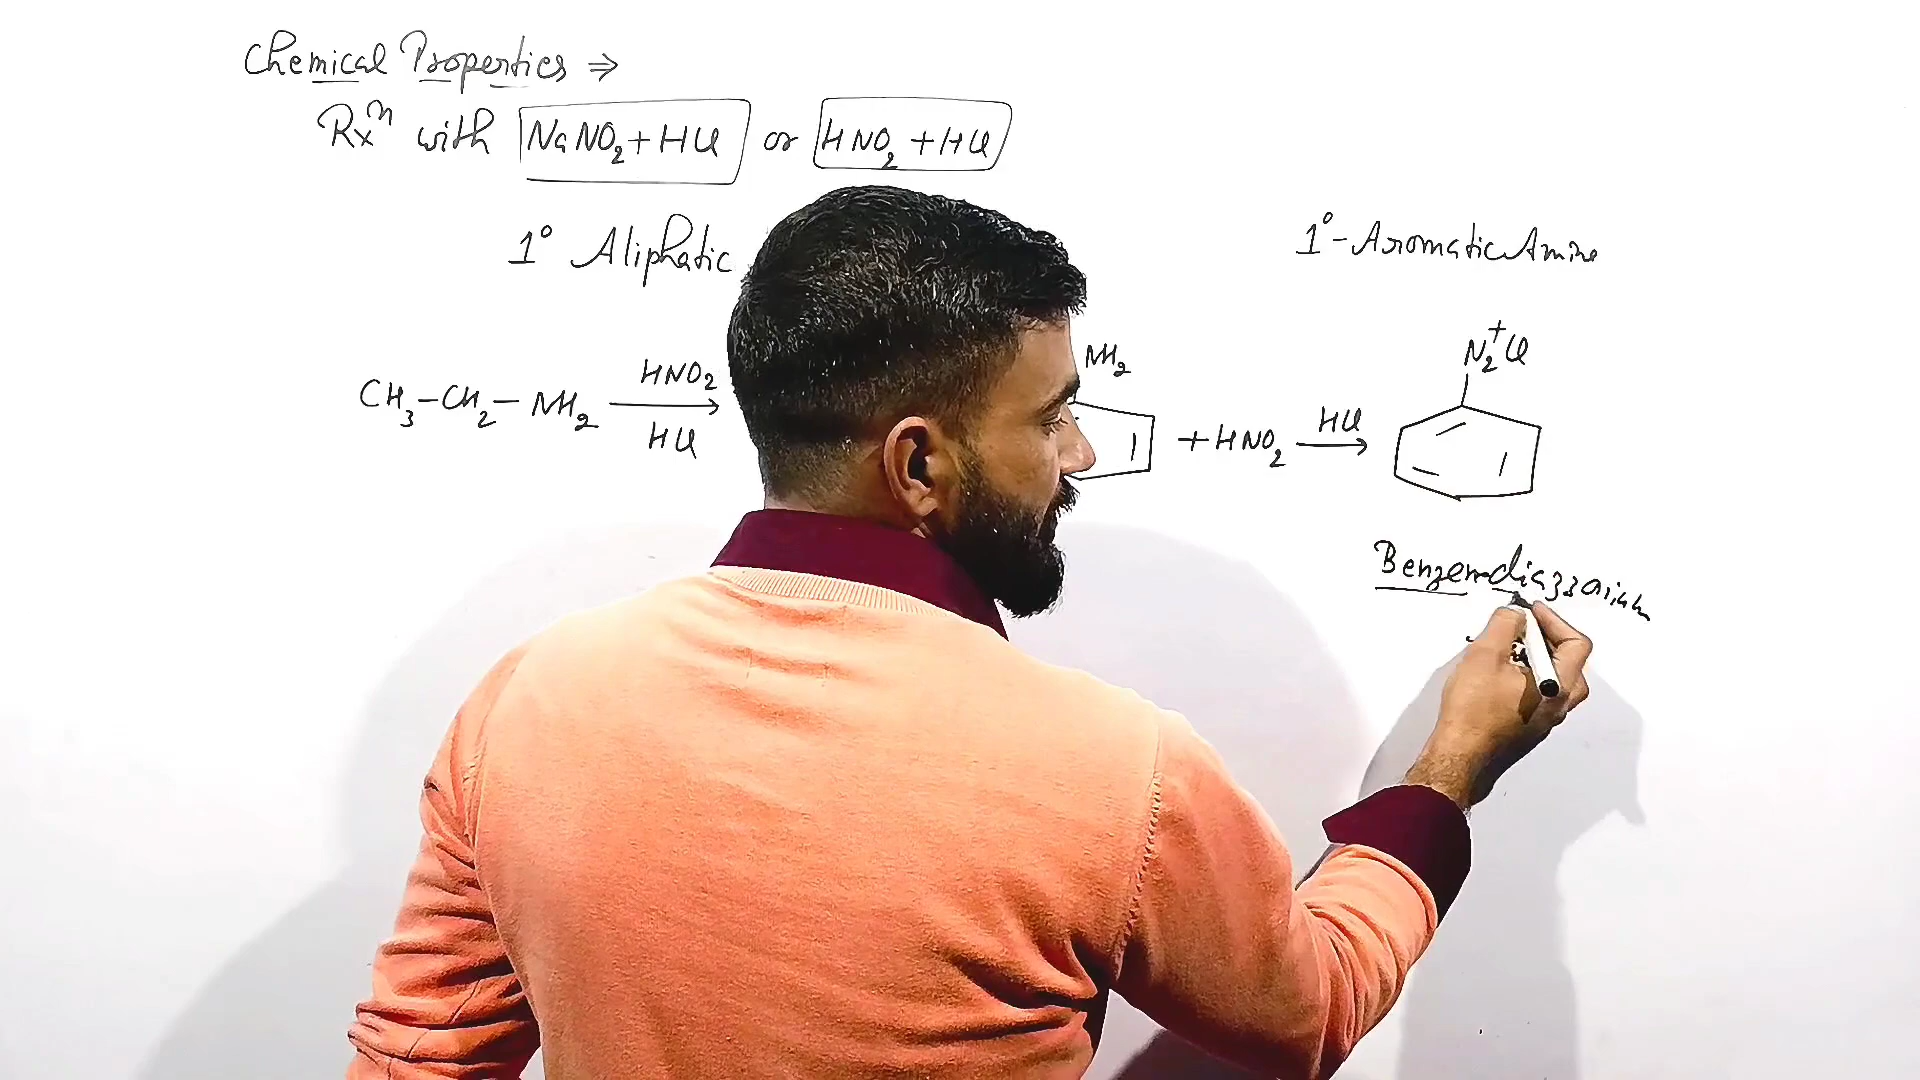 Chemical Properties ⇒
Rxⁿ with NaNO₂+HCl or HNO₂+HCl
1° Aliphatic
1°-Aromatic Amine
CH₃-CH₂-NH₂ HNO₂ HCl
NH₂ +HNO₂ HCl N₂⁺Cl